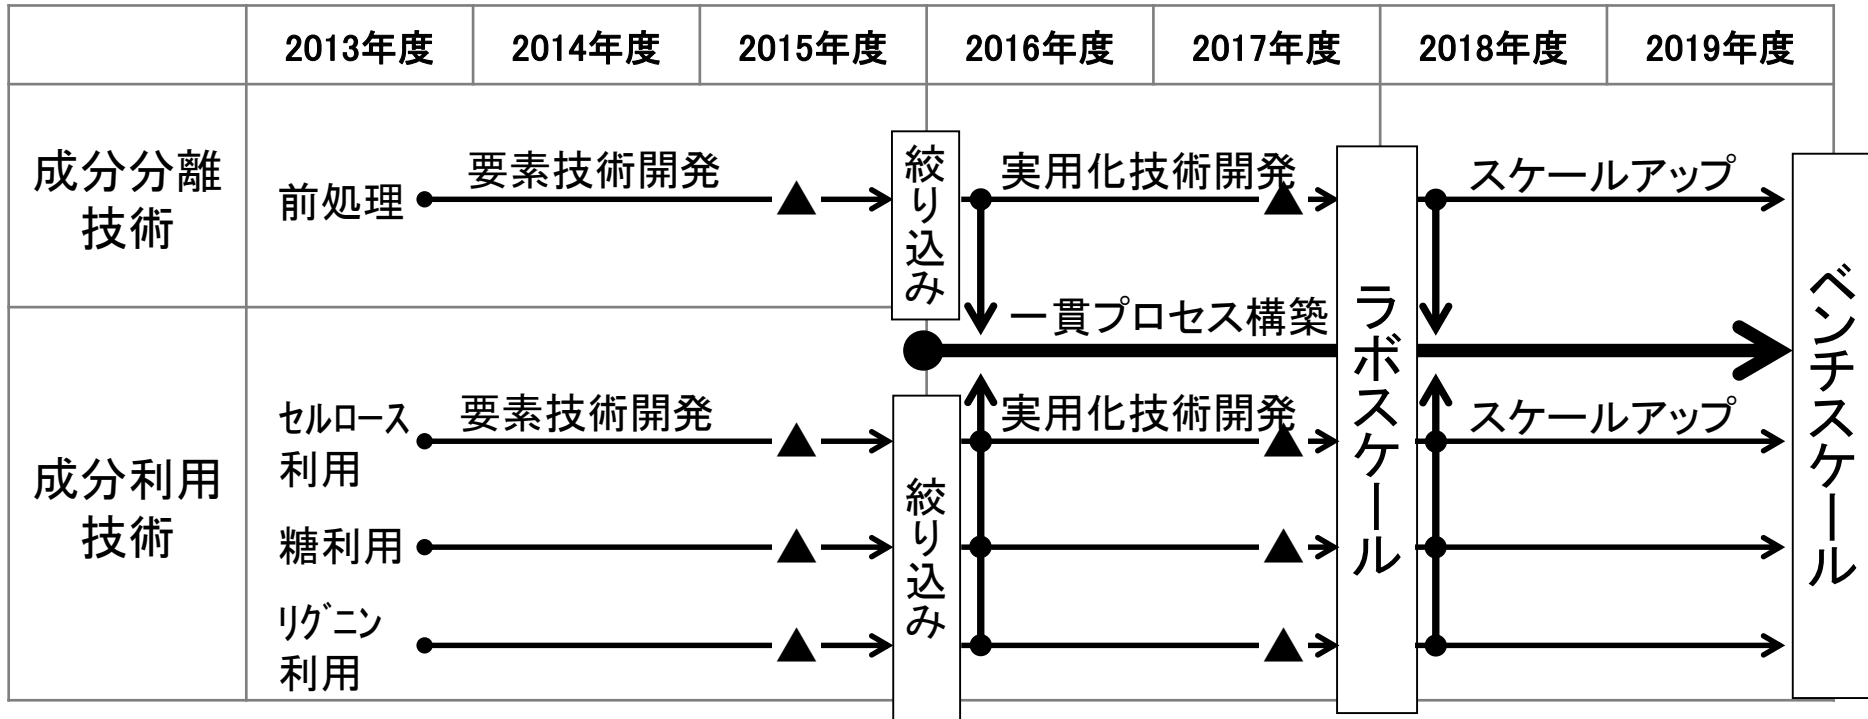 2013年度 2014年度 2015年度 2016年度 2017年度 2018年度 2019年度
成分分離
技術
前処理
要素技術開発
絞り込み
実用化技術開発
スケールアップ
一貫プロセス構築
ラボスケール
ベンチスケール
成分利用
技術
セルロース
利用
要素技術開発
絞り込み
実用化技術開発
スケールアップ
糖利用
リグニン
利用